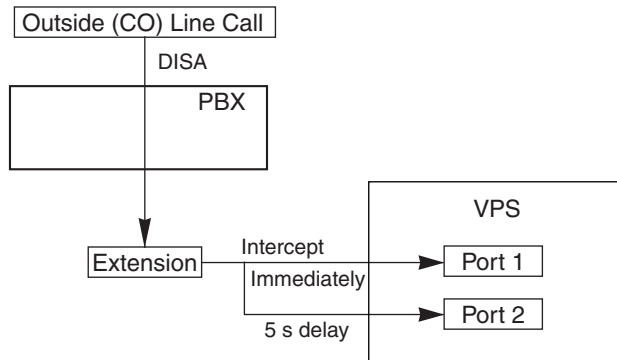 Outside (CO) Line Call
DISA
PBX
VPS
Extension
Intercept
Immediately
Port 1
5 s delay
Port 2